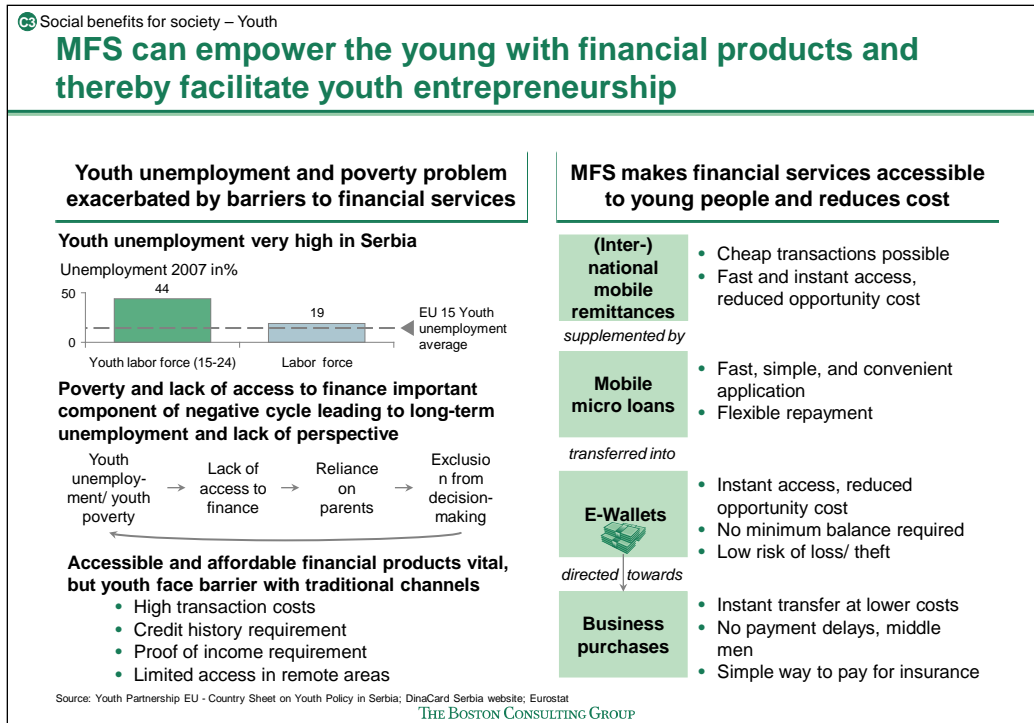 C3 Social benefits for society – Youth
MFS can empower the young with financial products and
thereby facilitate youth entrepreneurship
Youth unemployment and poverty problem
exacerbated by barriers to financial services
Youth unemployment very high in Serbia
Unemployment 2007 in%
50
44
19
0
EU 15 Youth
unemployment
average
Youth labor force (15-24)
Labor force
Poverty and lack of access to finance important
component of negative cycle leading to long-term
unemployment and lack of perspective
Youth
unemploy-
ment/ youth
poverty
Lack of
access to
finance
Reliance
on
parents
Exclusio
n from
decision-
making
Accessible and affordable financial products vital,
but youth face barrier with traditional channels
• High transaction costs
• Credit history requirement
• Proof of income requirement
• Limited access in remote areas
MFS makes financial services accessible
to young people and reduces cost
(Inter-)
national
mobile
remittances
• Cheap transactions possible
• Fast and instant access,
reduced opportunity cost
supplemented by
Mobile
micro loans
• Fast, simple, and convenient
application
• Flexible repayment
transferred into
E-Wallets
• Instant access, reduced
opportunity cost
• No minimum balance required
• Low risk of loss/ theft
directed towards
Business
purchases
• Instant transfer at lower costs
• No payment delays, middle
men
• Simple way to pay for insurance
Source: Youth Partnership EU - Country Sheet on Youth Policy in Serbia; DinaCard Serbia website; Eurostat
THE BOSTON CONSULTING GROUP